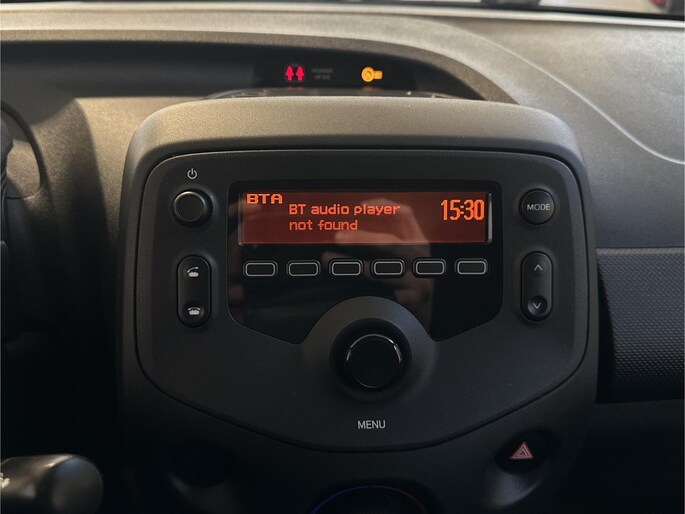 BTA
BT audio player
not found
15:30
MODE
MENU